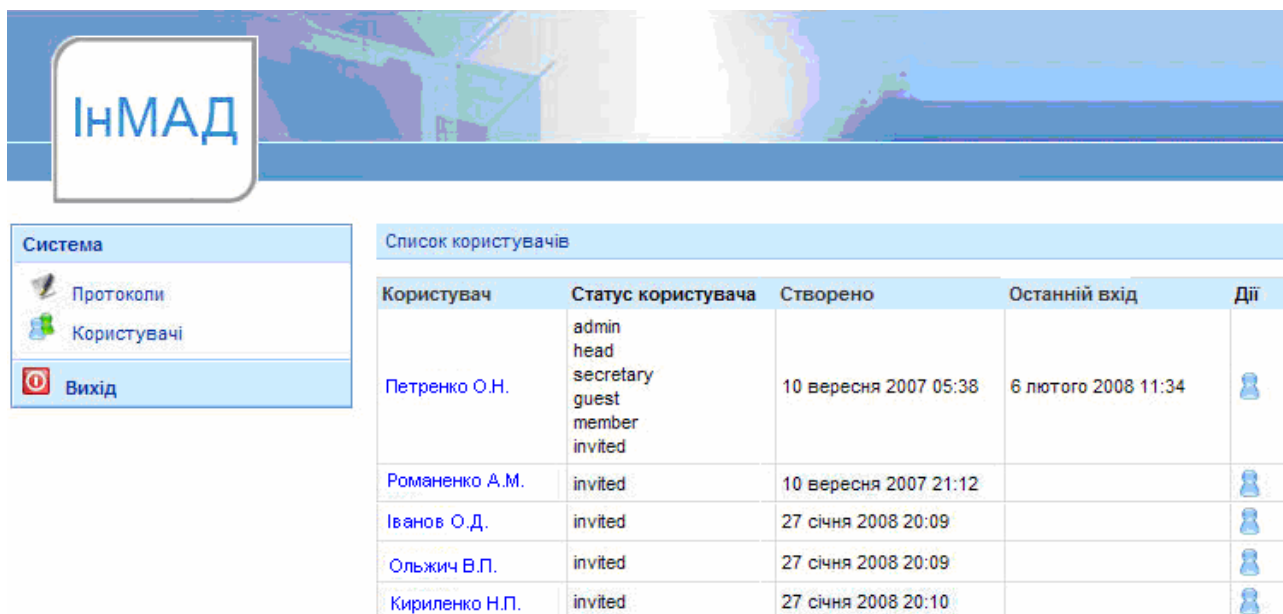 ІнМАД
Система
Протоколи
Користувачі
Вихід
Список користувачів
Користувач Статус користувача Створено Останній вхід Дії
admin
head
secretary
Петренко О.Н. 10 вересня 2007 05:38 6 лютого 2008 11:34
guest
member
invited
Романенко А.М. invited 10 вересня 2007 21:12
Іванов О.Д. invited 27 січня 2008 20:09
Ольжич В.П. invited 27 січня 2008 20:09
Кириленко Н.П. invited 27 січня 2008 20:10